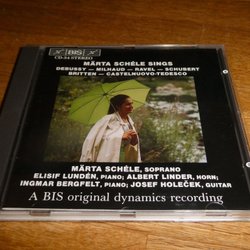 BIS
CD-34 STEREO
MÄRTA SCHÉLE SINGS
DEBUSSY — MILHAUD — RAVEL — SCHUBERT
BRITTEN — CASTELNUOVO-TEDESCO
MÄRTA SCHÉLE, SOPRANO
ELISIF LUNDÉN, PIANO; ALBERT LINDER, HORN;
INGMAR BERGFELT, PIANO; JOSEF HOLEČEK, GUITAR
A BIS original dynamics recording